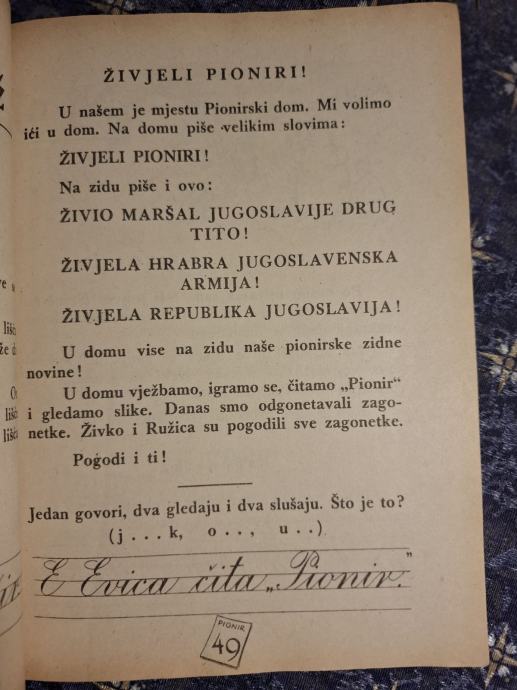 ŽIVJELI PIONIRI!
U našem je mjestu Pionirski dom. Mi volimo
ići u dom. Na domu piše velikim slovima:
ŽIVJELI PIONIRI!
Na zidu piše i ovo:
ŽIVIO MARŠAL JUGOSLAVIJE DRUG
TITO!
ŽIVJELA HRABRA JUGOSLAVENSKA
ARMIJA!
ŽIVJELA REPUBLIKA JUGOSLAVIJA!
U domu vise na zidu naše pionirske zidne
novine!
U domu vježbamo, igramo se, čitamo „Pionir“
i gledamo slike. Danas smo odgonetavali zago-
netke. Živko i Ružica su pogodili sve zagonetke.
Pogodi i ti!
Jedan govori, dva gledaju i dva slušaju. Što je to?
(j . . . k, o . . , u . .)
E Evica čita „Pionir.“
PIONIR
49